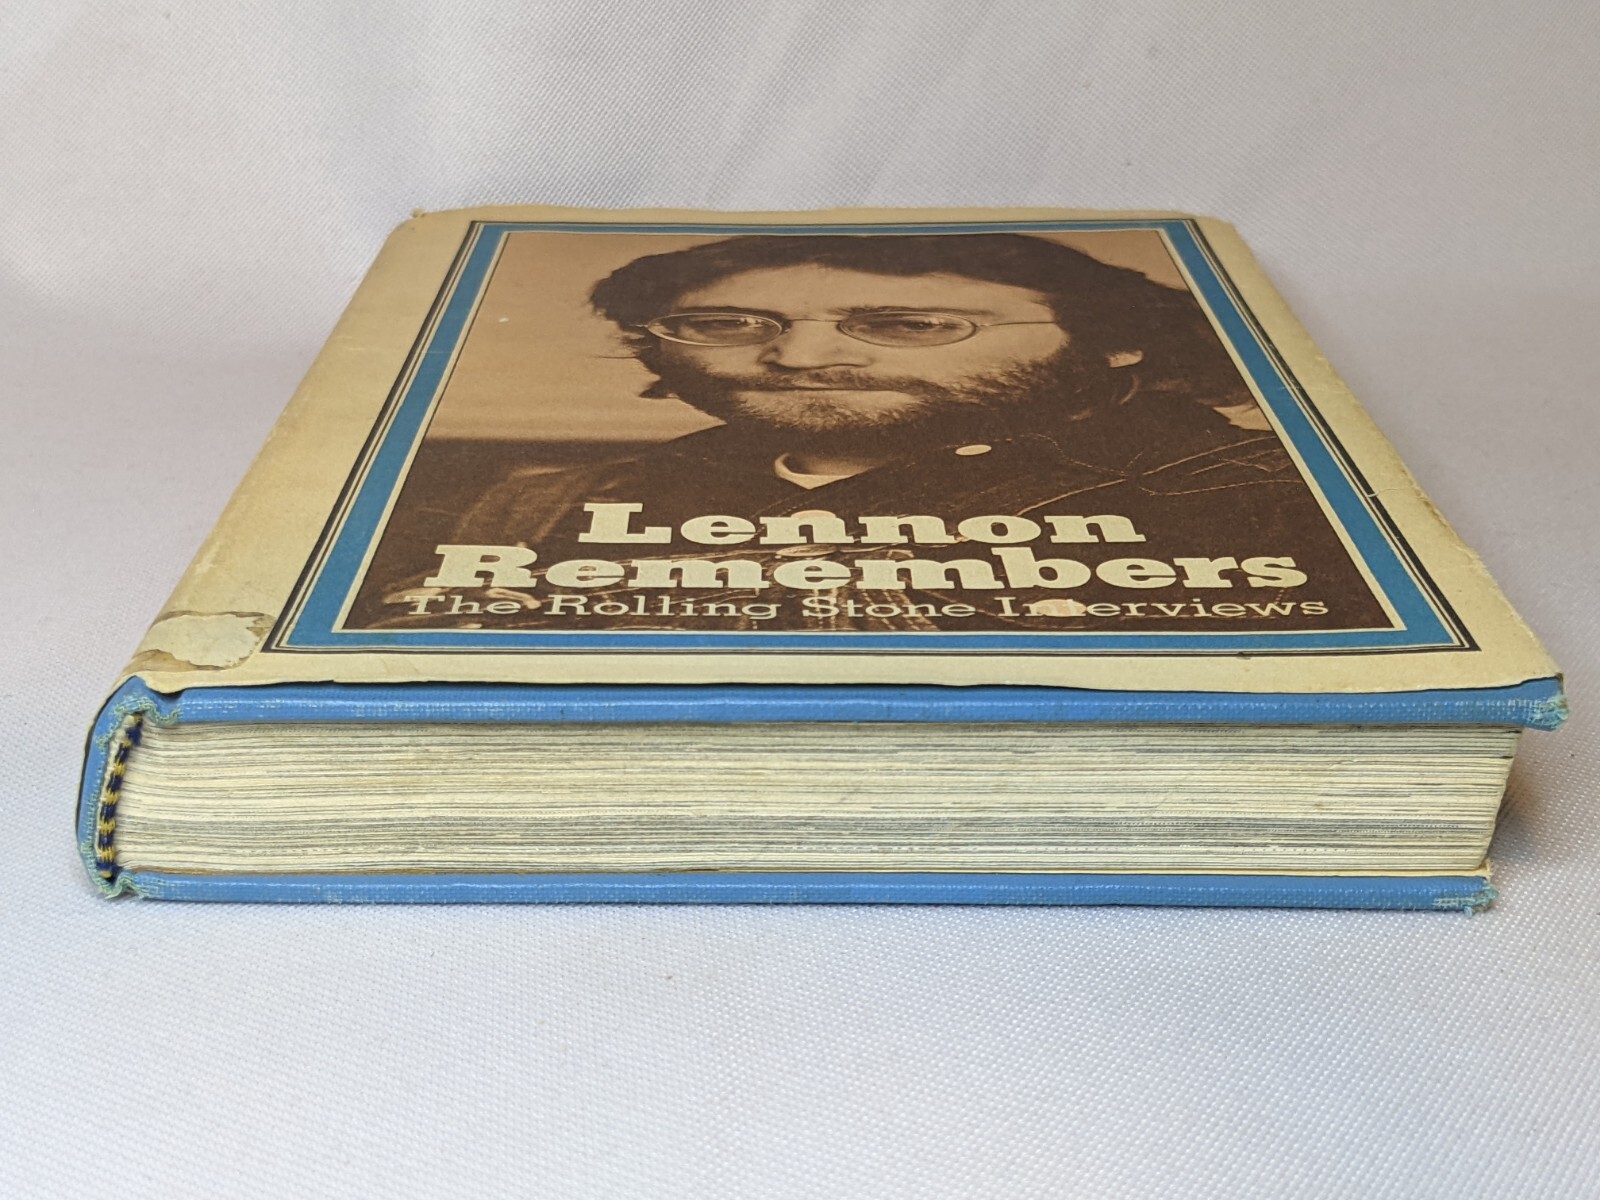 Lennon
Remembers
The Rolling Stone Interviews